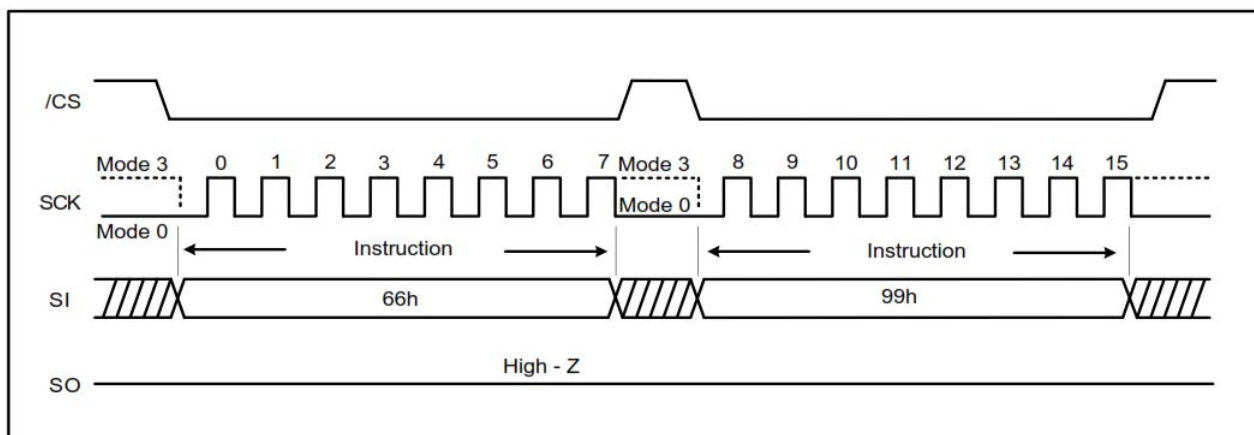 /CS
Mode 3 0 1 2 3 4 5 6 7 Mode 3 8 9 10 11 12 13 14 15
SCK
Mode 0
Mode 0
Instruction Instruction
SI 66h 99h
High - Z
SO